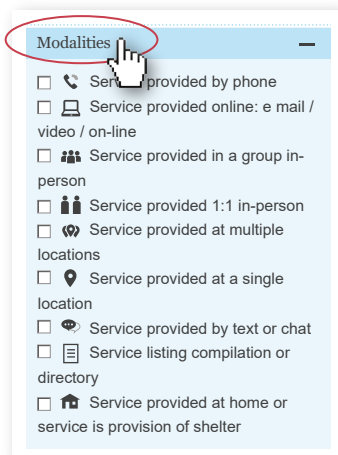 Modalities
Service provided by phone
Service provided online: e mail /
video / on-line
Service provided in a group in-
person
Service provided 1:1 in-person
Service provided at multiple
locations
Service provided at a single
location
Service provided by text or chat
Service listing compilation or
directory
Service provided at home or
service is provision of shelter